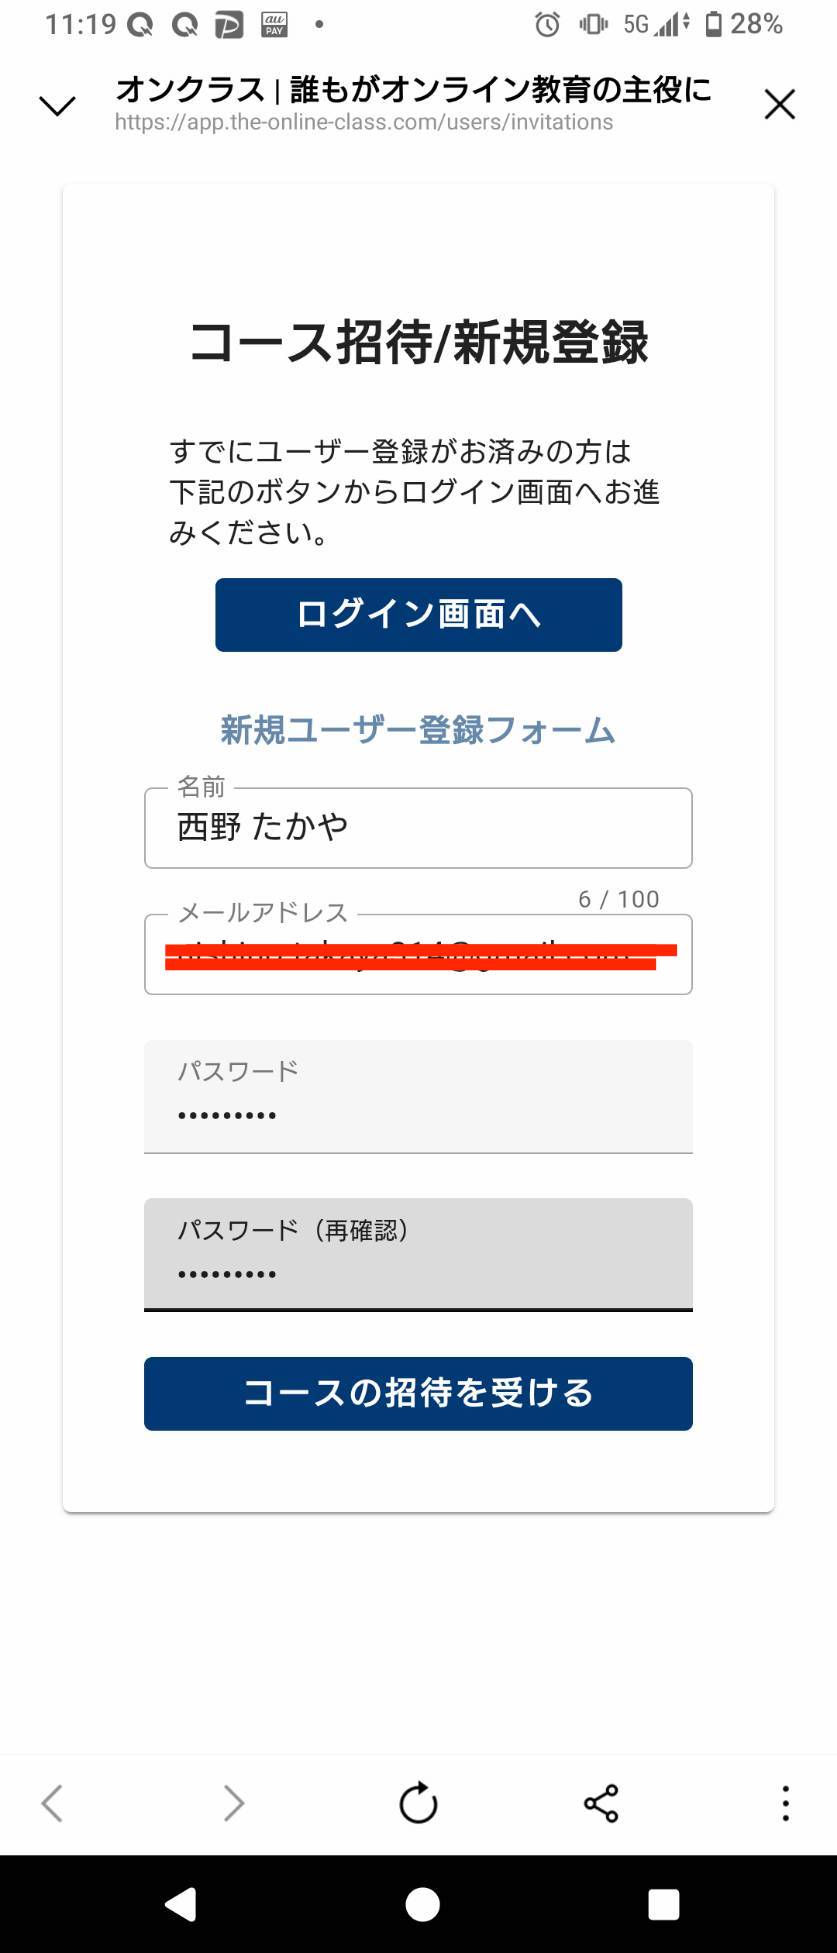 11:19
au
PAY
5G
28%
オンクラス | 誰もがオンライン教育の主役に
https://app.the-online-class.com/users/invitations
コース招待/新規登録
すでにユーザー登録がお済みの方は
下記のボタンからログイン画面へお進
みください。
ログイン画面へ
新規ユーザー登録フォーム
名前
西野 たかや
6 / 100
メールアドレス
パスワード
•••••••••
パスワード（再確認）
•••••••••
コースの招待を受ける